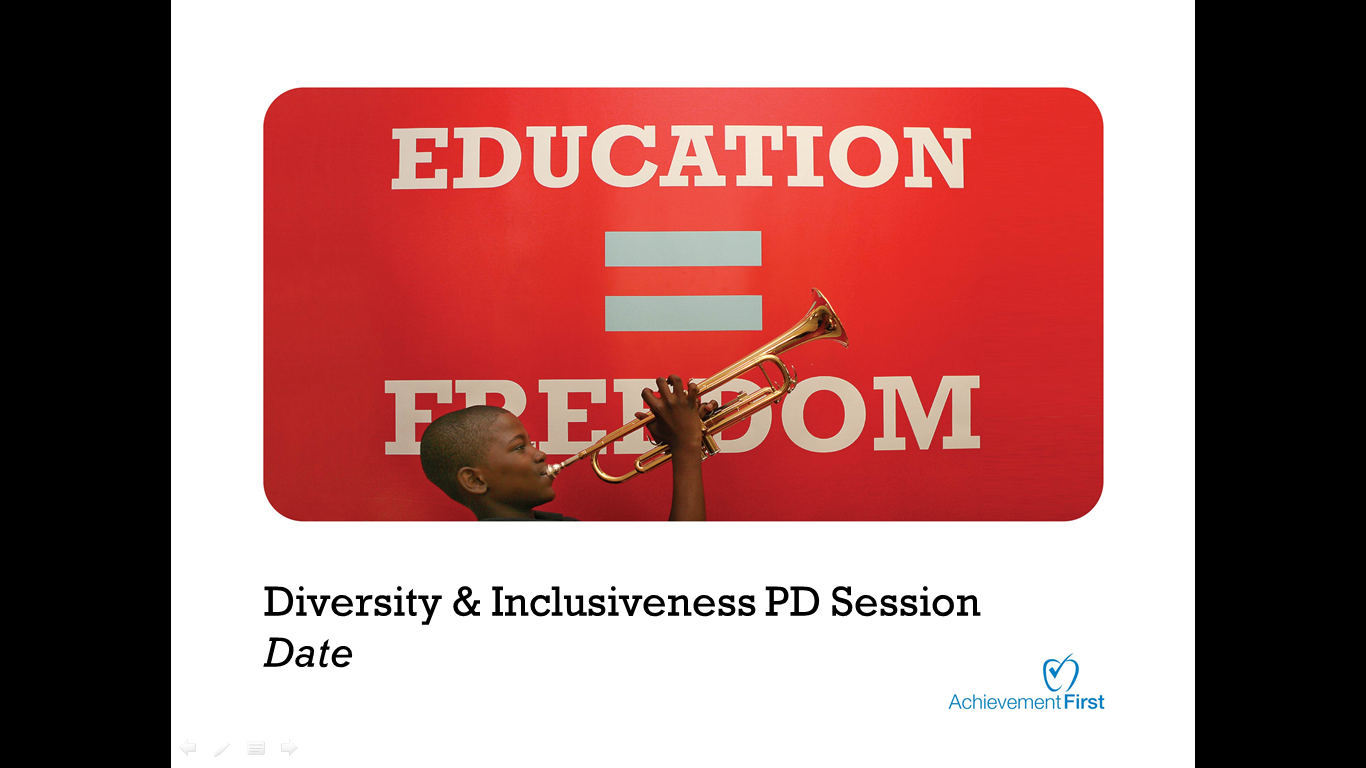 EDUCATION
=
FREEDOM
Diversity & Inclusiveness PD Session
Date
AchievementFirst